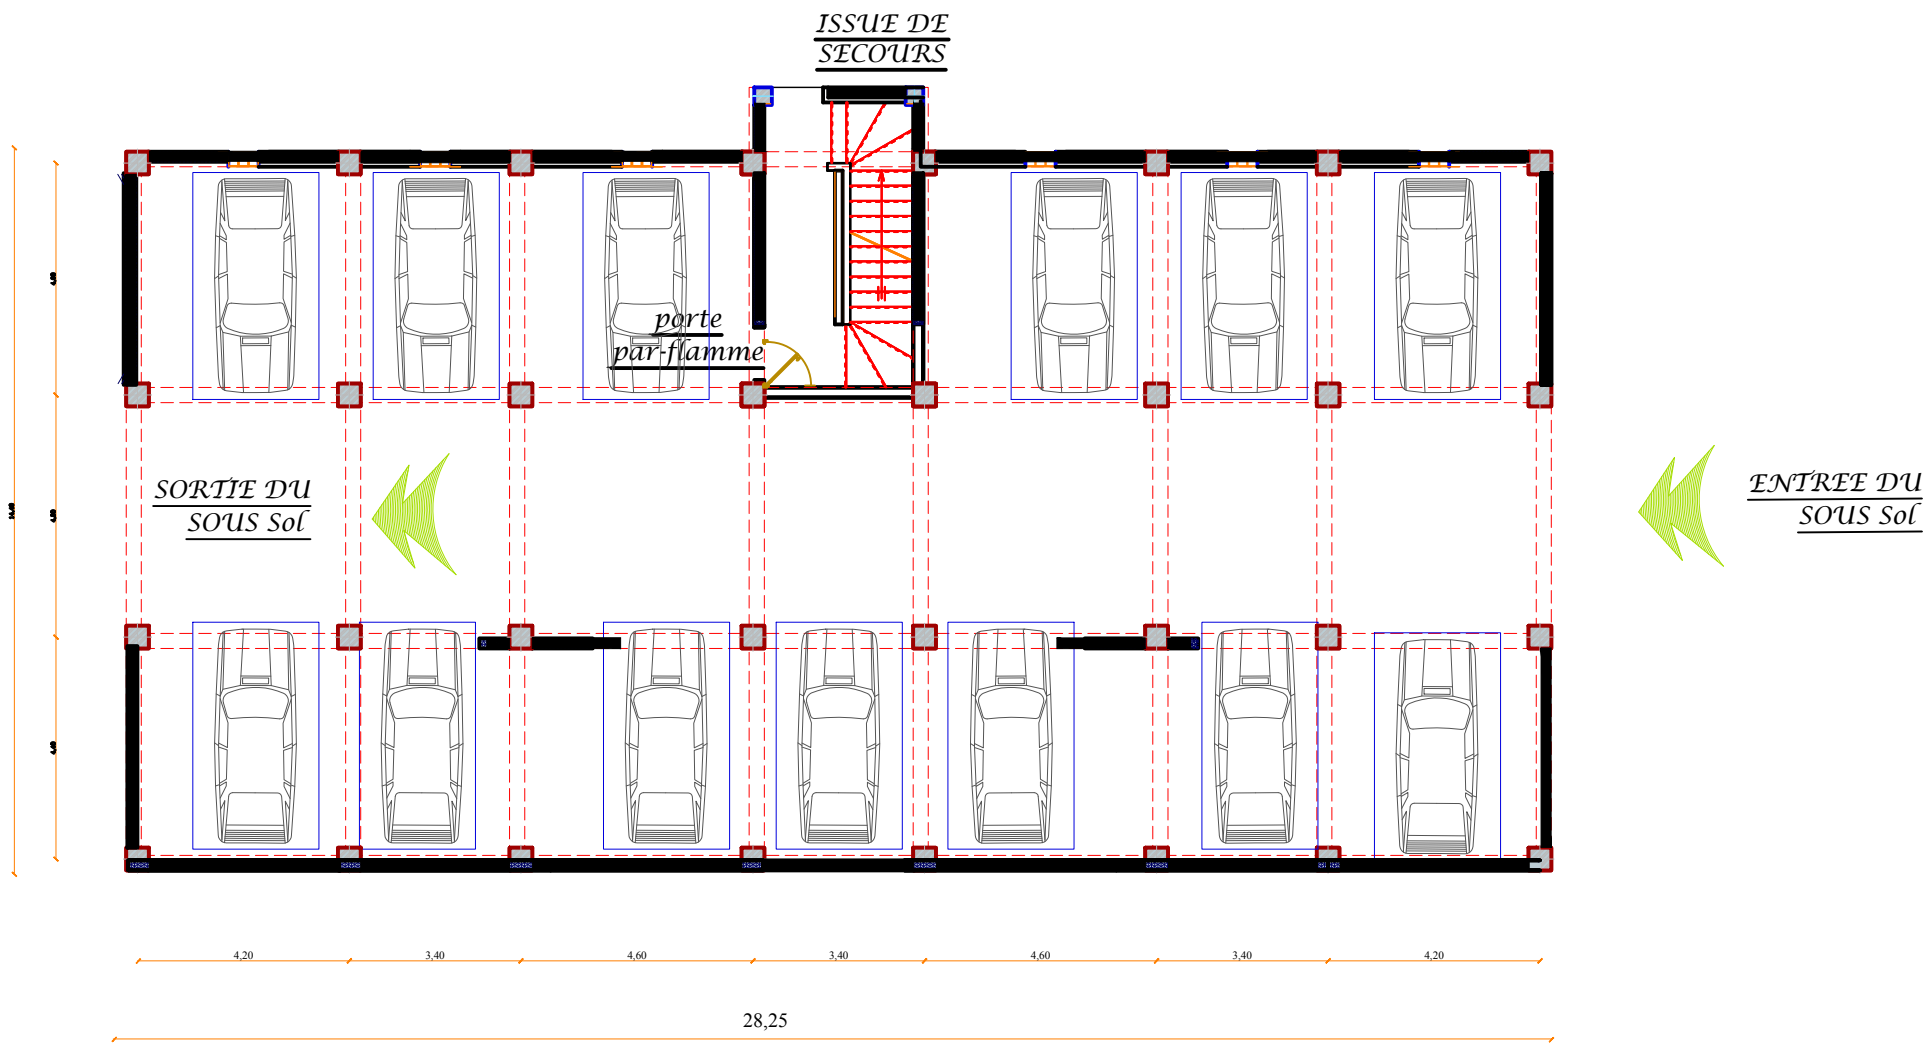 ISSUE DE
SECOURS
porte
par-flamme
SORTIE DU
SOUS Sol
ENTREE DU
SOUS Sol
4,20 3,40 4,60 3,40 4,60 3,40 4,20
28,25